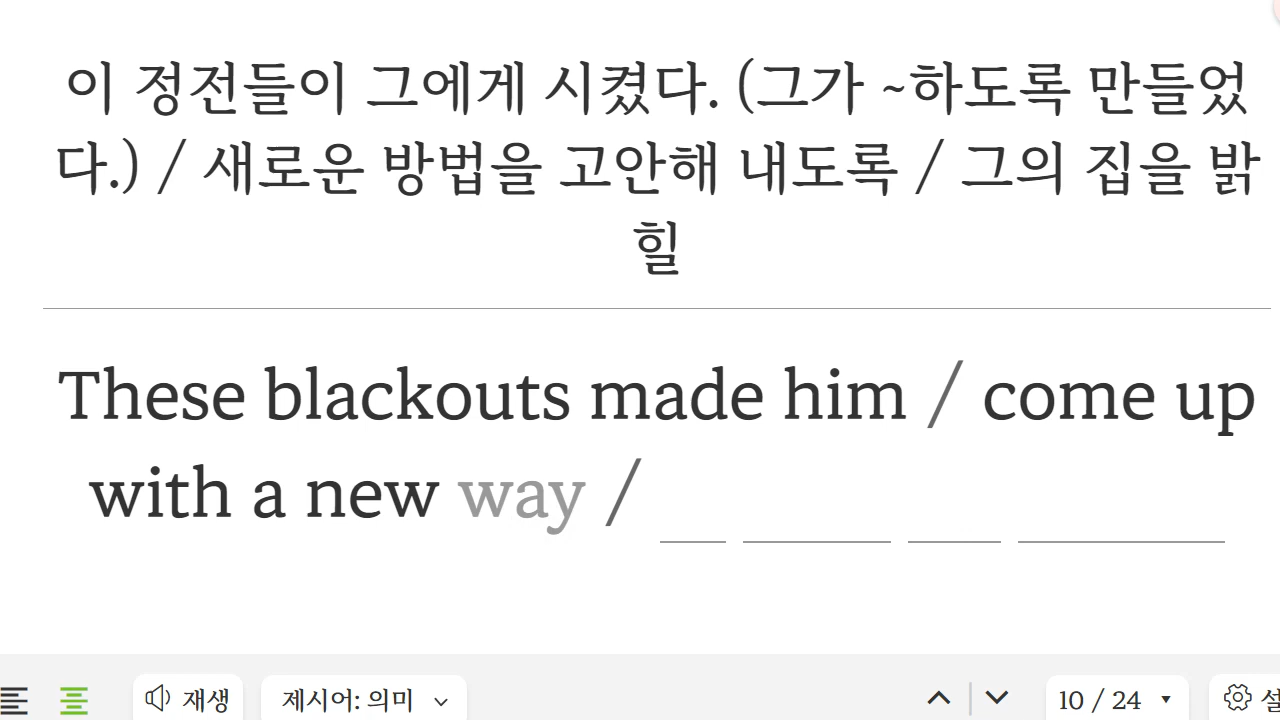 이 정전들이 그에게 시켰다. (그가 ~하도록 만들었
다.) / 새로운 방법을 고안해 내도록 / 그의 집을 밝
힐
These blackouts made him / come up
with a new way /
재생 제시어: 의미 10 / 24 설